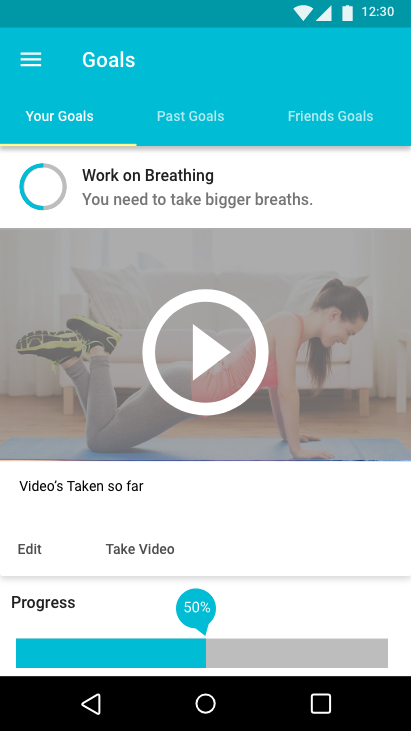 12:30
Goals
Your Goals
Past Goals
Friends Goals
Work on Breathing
You need to take bigger breaths.
Video's Taken so far
Edit
Take Video
Progress
50%